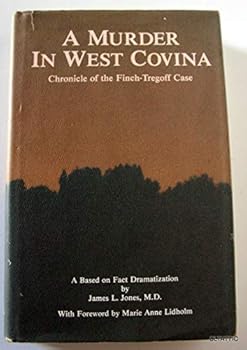 A MURDER
IN WEST COVINA
Chronicle of the Finch-Tregoff Case
A Based on Fact Dramatization
by
James L. Jones, M.D.
With Foreword by Marie Anne Lidholm